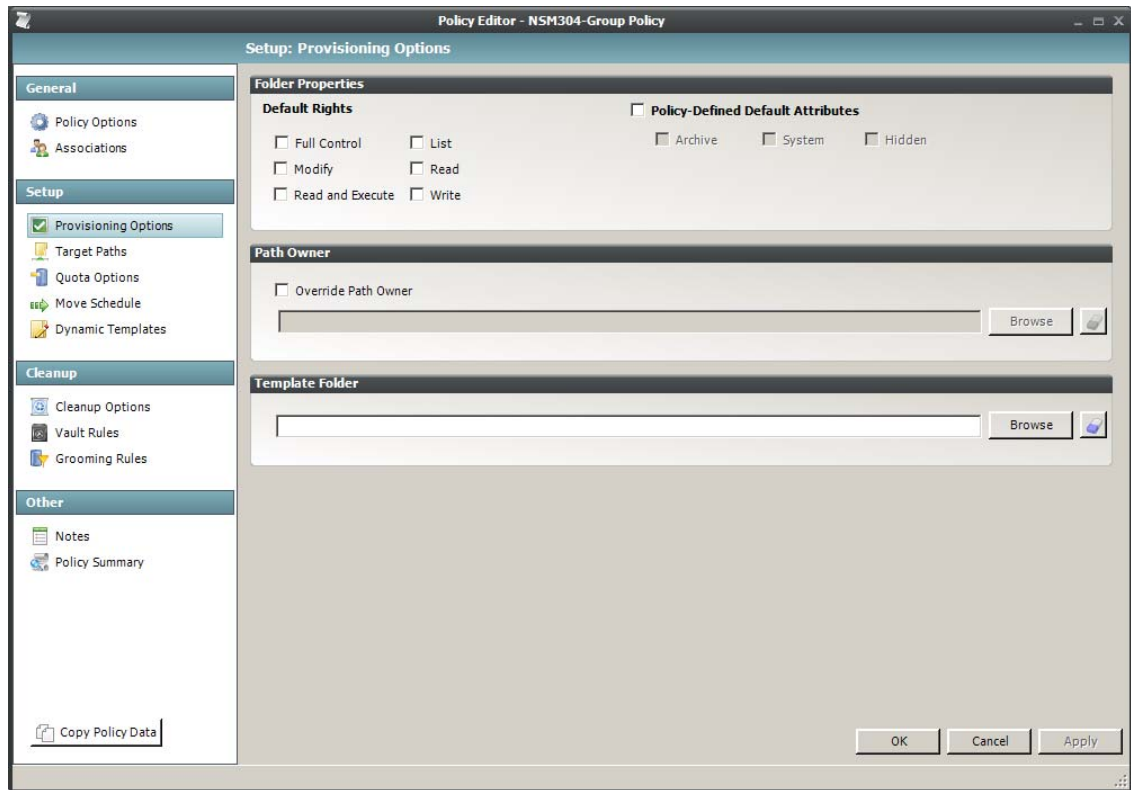 Policy Editor - NSM304-Group Policy
Setup: Provisioning Options
General
Policy Options
Associations
Setup
Provisioning Options
Target Paths
Quota Options
Move Schedule
Dynamic Templates
Cleanup
Cleanup Options
Vault Rules
Grooming Rules
Other
Notes
Policy Summary
Copy Policy Data
Folder Properties
Default Rights
Full Control
List
Modify
Read
Read and Execute
Write
Policy-Defined Default Attributes
Archive
System
Hidden
Path Owner
Override Path Owner
Browse
Template Folder
Browse
OK
Cancel
Apply